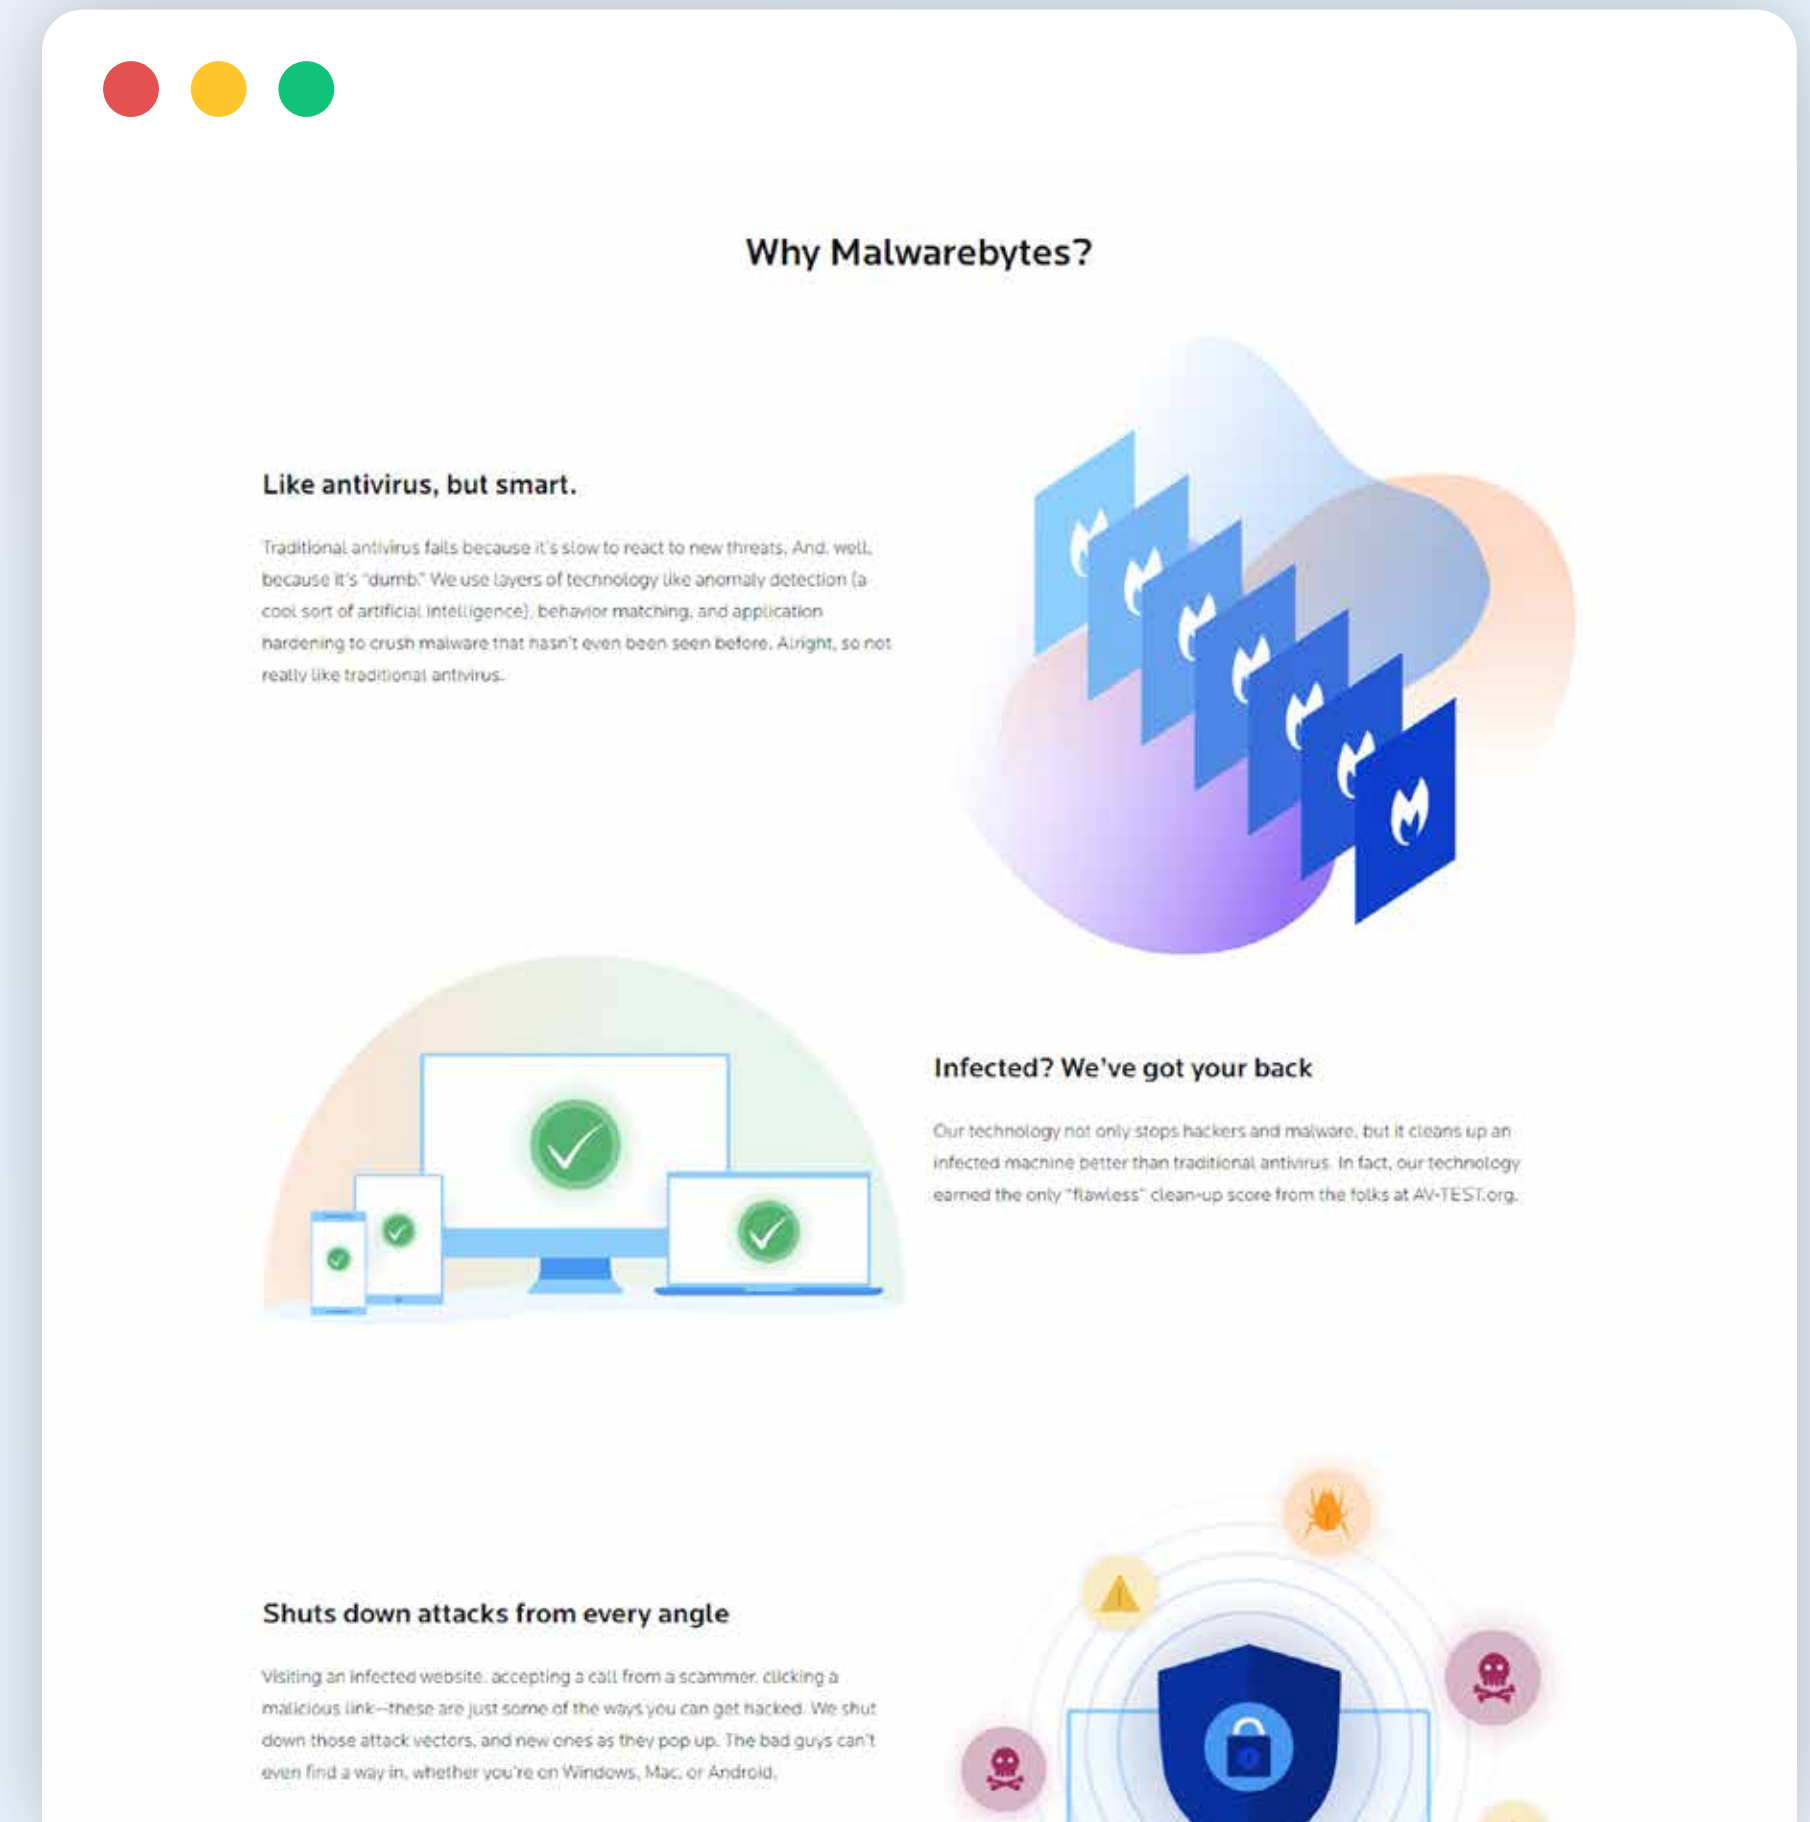 Why Malwarebytes?
Like antivirus, but smart.
Traditional antivirus fails because it's slow to react to new threats. And, well,
because it's "dumb." We use layers of technology like anomaly detection (a
cool sort of artificial intelligence), behavior matching, and application
hardening to crush malware that hasn't even been seen before. Alright, so not
really like traditional antivirus.
Infected? We've got your back
Our technology not only stops hackers and malware, but it cleans up an
infected machine better than traditional antivirus. In fact, our technology
earned the only "flawless" clean-up score from the folks at AV-TEST.org.
Shuts down attacks from every angle
Visiting an infected website, accepting a call from a scammer, clicking a
malicious link—these are just some of the ways you can get hacked. We shut
down those attack vectors, and new ones as they pop up. The bad guys can't
even find a way in, whether you're on Windows, Mac, or Android.